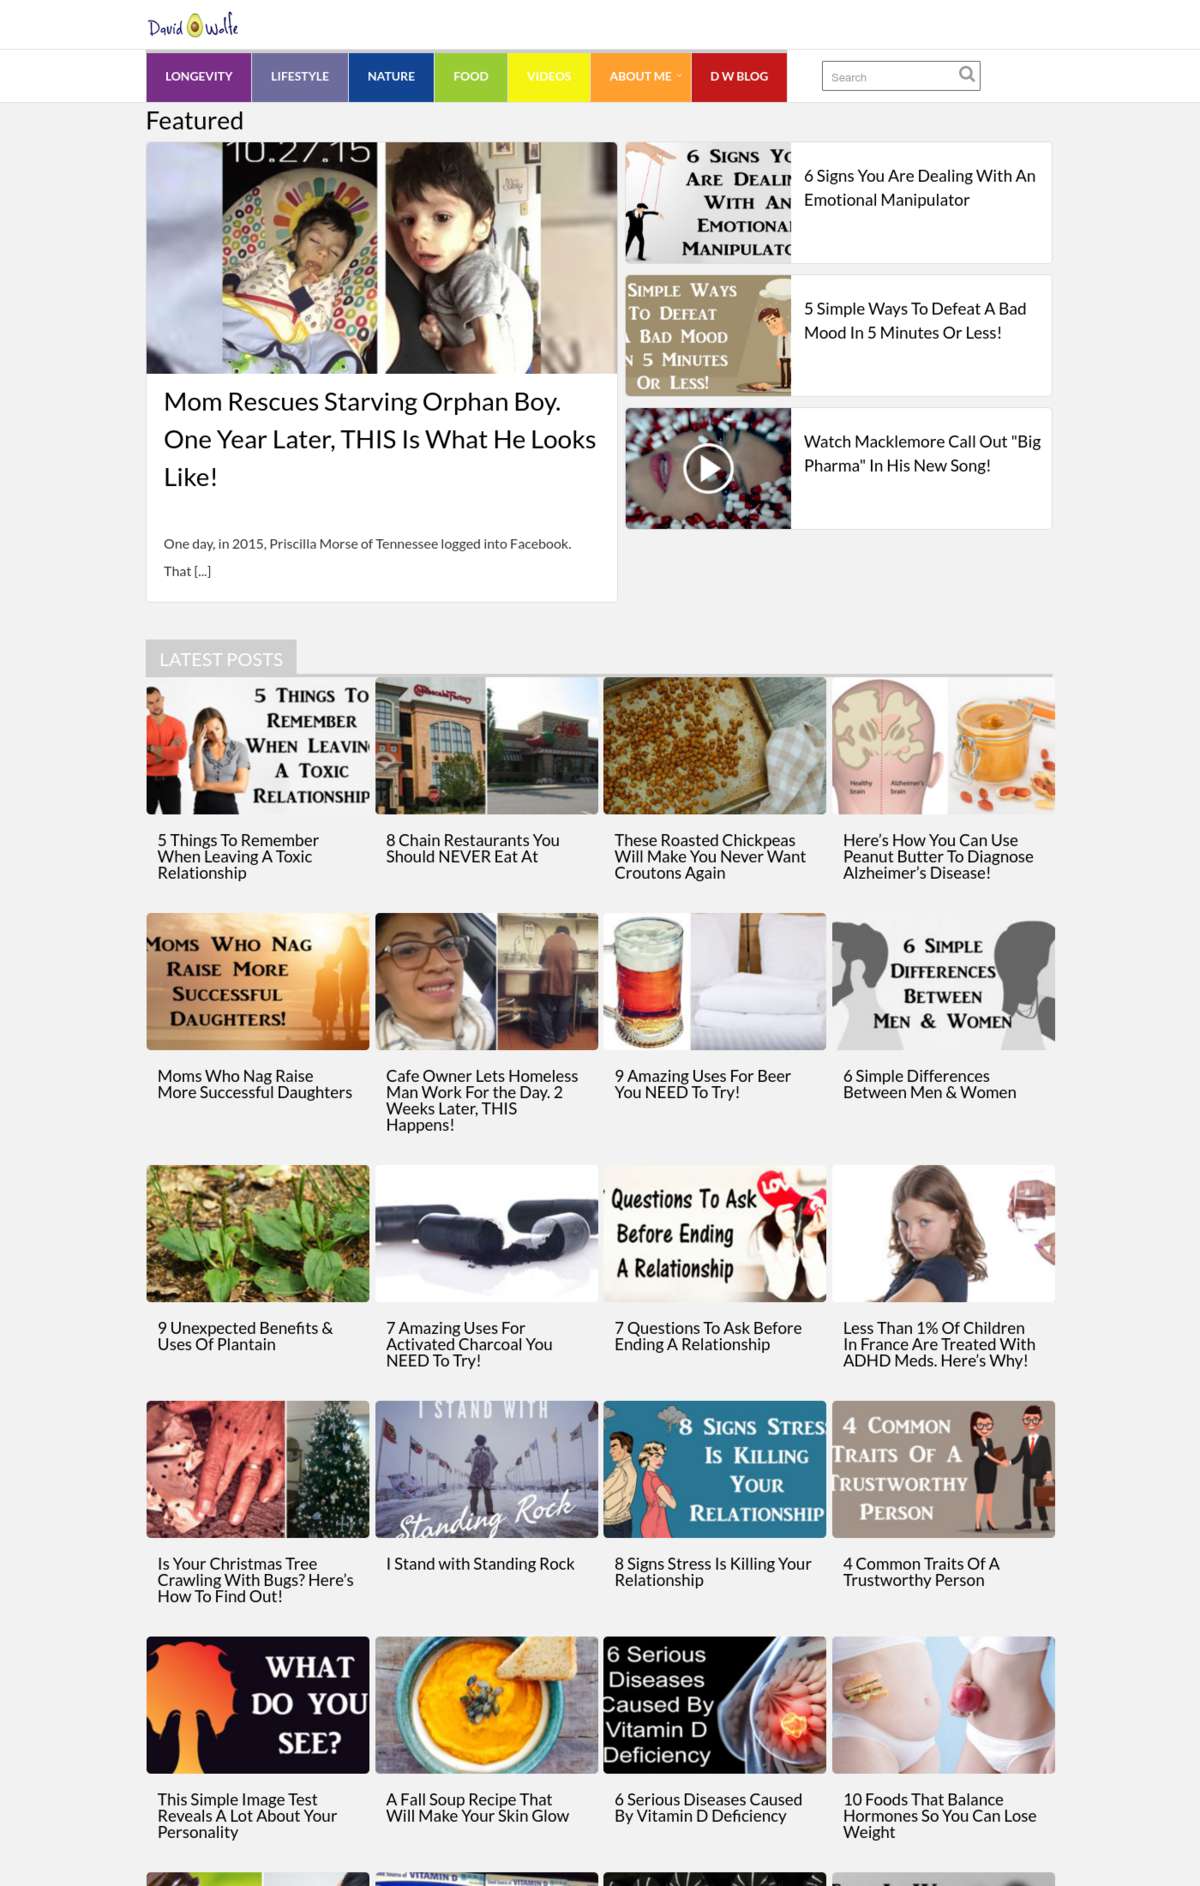 David Wolfe
LONGEVITY
LIFESTYLE
NATURE
FOOD
VIDEOS
ABOUT ME
D W BLOG
Search
Featured
10.27.15
Mom Rescues Starving Orphan Boy.
One Year Later, THIS Is What He Looks
Like!
One day, in 2015, Priscilla Morse of Tennessee logged into Facebook.
That [...]
6 SIGNS YO
ARE DEALIN
WITH AN
EMOTIONA
MANIPULATO
6 Signs You Are Dealing With An
Emotional Manipulator
SIMPLE WAYS
TO DEFEAT
A BAD MOOD
N 5 MINUTES
OR LESS!
5 Simple Ways To Defeat A Bad
Mood In 5 Minutes Or Less!
Watch Macklemore Call Out "Big
Pharma" In His New Song!
LATEST POSTS
5 THINGS TO
REMEMBER
WHEN LEAVIN
A TOXIC
RELATIONSHIP
5 Things To Remember
When Leaving A Toxic
Relationship
Cheesecake Factory
chili's
8 Chain Restaurants You
Should NEVER Eat At
These Roasted Chickpeas
Will Make You Never Want
Croutons Again
Healthy
brain
Alzheimer's
brain
Here's How You Can Use
Peanut Butter To Diagnose
Alzheimer's Disease!
MOMS WHO NAG
RAISE MORE
SUCCESSFUL
DAUGHTERS!
Moms Who Nag Raise
More Successful Daughters
Cafe Owner Lets Homeless
Man Work For the Day. 2
Weeks Later, THIS
Happens!
9 Amazing Uses For Beer
You NEED To Try!
6 SIMPLE
DIFFERENCES
BETWEEN
MEN & WOMEN
6 Simple Differences
Between Men & Women
9 Unexpected Benefits &
Uses Of Plantain
7 Amazing Uses For
Activated Charcoal You
NEED To Try!
Questions To Ask
Before Ending
A Relationship
LOV
7 Questions To Ask Before
Ending A Relationship
Less Than 1% Of Children
In France Are Treated With
ADHD Meds. Here's Why!
Is Your Christmas Tree
Crawling With Bugs? Here's
How To Find Out!
I STAND WITH
Standing Rock
I Stand with Standing Rock
8 SIGNS STRES
IS KILLING
YOUR
RELATIONSHIP
8 Signs Stress Is Killing Your
Relationship
4 COMMON
TRAITS OF A
TRUSTWORTHY
PERSON
4 Common Traits Of A
Trustworthy Person
WHAT
DO YOU
SEE?
This Simple Image Test
Reveals A Lot About Your
Personality
A Fall Soup Recipe That
Will Make Your Skin Glow
6 Serious
Diseases
Caused By
Vitamin D
Deficiency
6 Serious Diseases Caused
By Vitamin D Deficiency
10 Foods That Balance
Hormones So You Can Lose
Weight
VITAMIN D
VITAMIN D